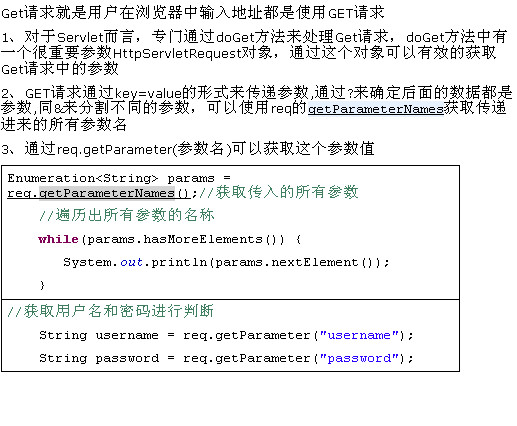 Get请求就是用户在浏览器中输入地址都是使用GET请求
1、对于Servlet而言，专门通过doGet方法来处理Get请求，doGet方法中有
一个很重要参数HttpServletRequest对象，通过这个对象可以有效的获取
Get请求中的参数
2、GET请求通过key=value的形式来传递参数,通过?来确定后面的数据都是
参数,同&来分割不同的参数，可以使用req的getParameterNames获取传递
进来的所有参数名
3、通过req.getParameter(参数名)可以获取这个参数值
Enumeration<String> params =
req.getParameterNames();//获取传入的所有参数
//遍历出所有参数的名称
while(params.hasMoreElements()) {
System.out.println(params.nextElement());
}
//获取用户名和密码进行判断
String username = req.getParameter("username");
String password = req.getParameter("password");